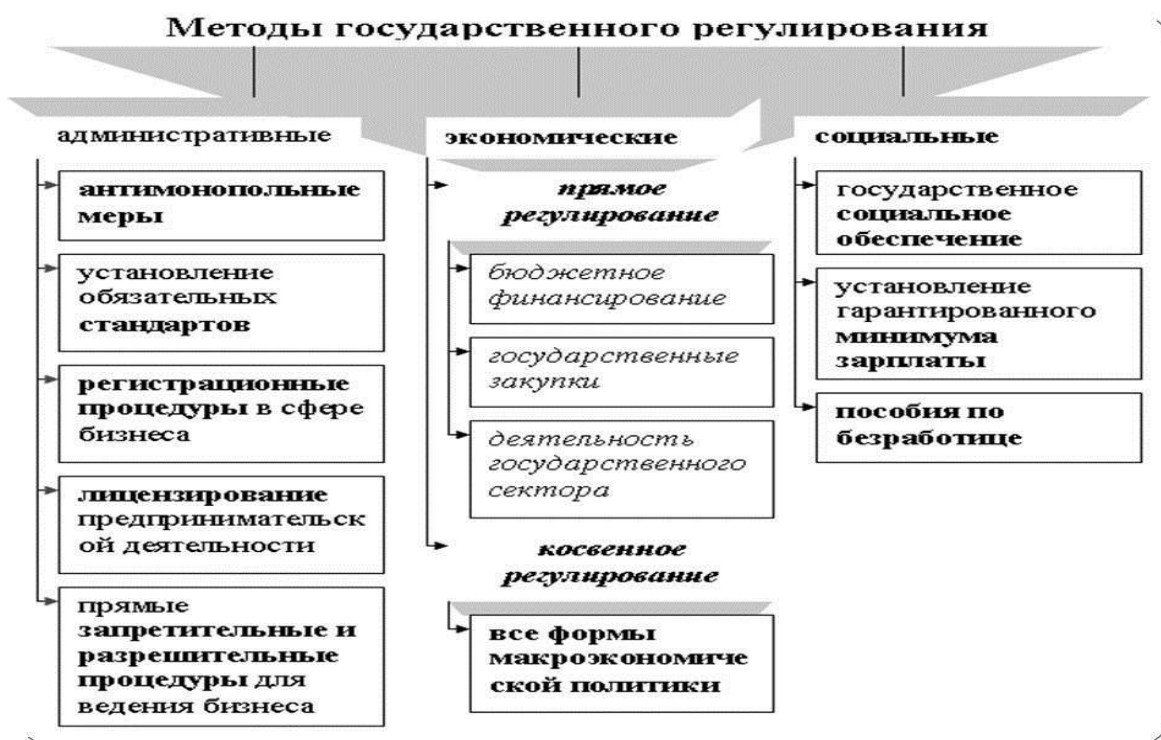 Методы государственного регулирования
административные
антимонопольные
меры
установление
обязательных
стандартов
регистрационные
процедуры в сфере
бизнеса
лицензирование
предпринимательск
ой деятельности
прямые
запретительные и
разрешительные
процедуры для
ведения бизнеса
экономические
прямое
регулирование
бюджетное
финансирование
государственные
закупки
деятельность
государственного
сектора
косвенное
регулирование
все формы
макроэкономиче
ской политики
социальные
государственное
социальное
обеспечение
установление
гарантированного
минимума
зарплаты
пособия по
безработице